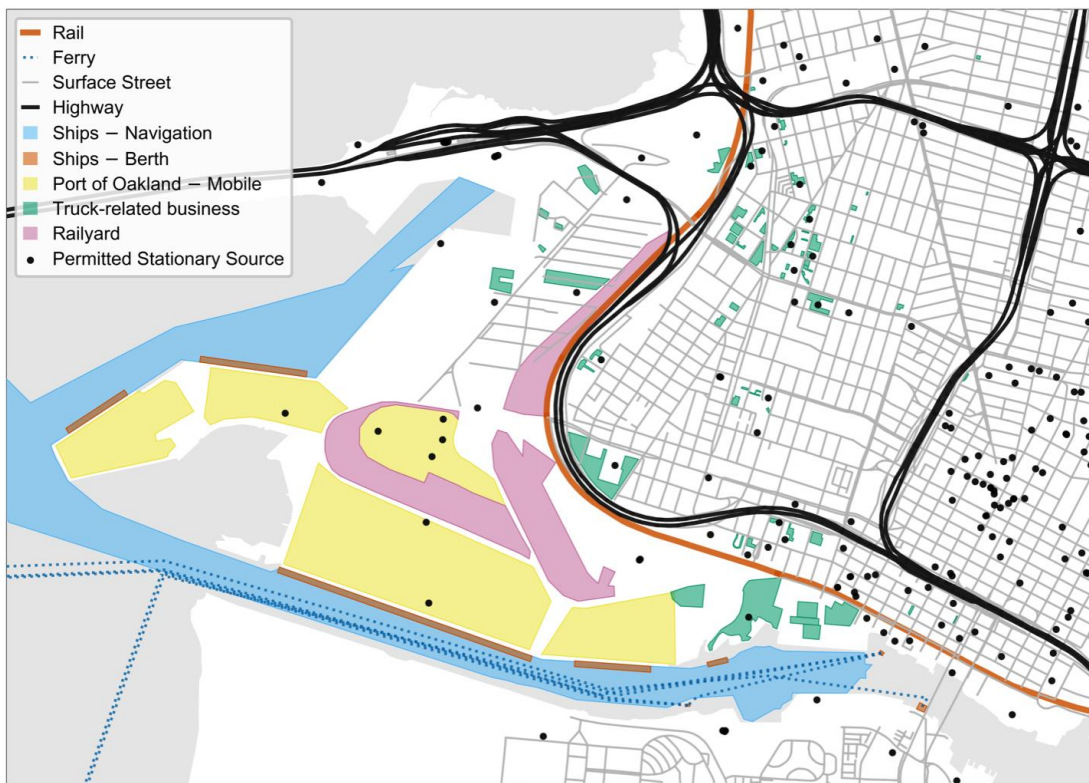 Rail
Ferry
Surface Street
Highway
Ships – Navigation
Ships – Berth
Port of Oakland – Mobile
Truck-related business
Railyard
Permitted Stationary Source